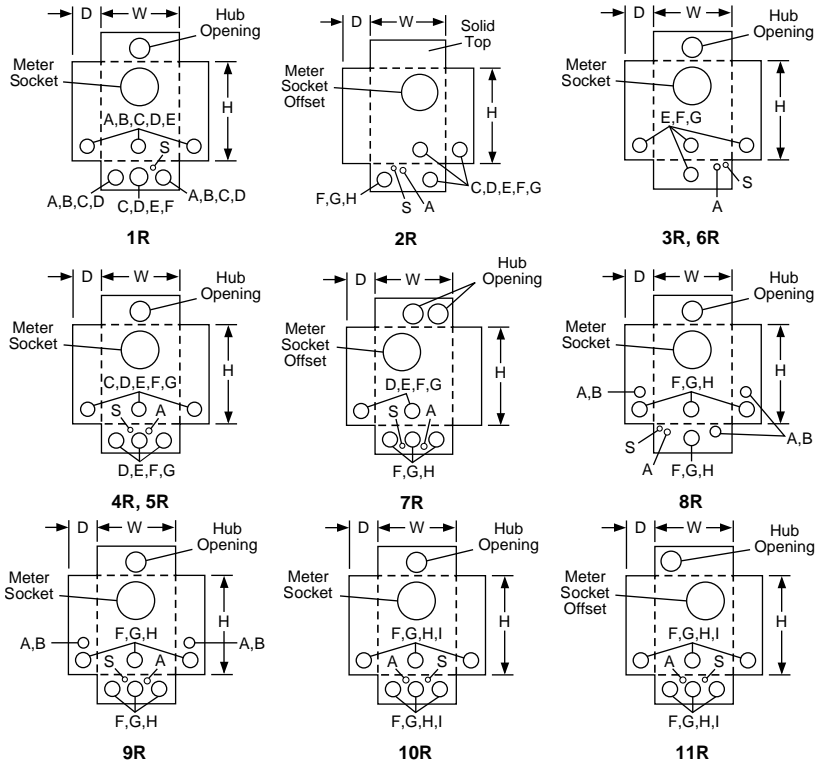 D W Hub Opening
Meter Socket
H
A,B,C,D,E
S
A,B,C,D
C,D,E,F
A,B,C,D
1R
D W Solid Top
Meter Socket Offset
H
F,G,H
S
A
C,D,E,F,G
2R
D W Hub Opening
Meter Socket
H
E,F,G
A
S
3R, 6R
D W Hub Opening
Meter Socket
H
C,D,E,F,G
S A
D,E,F,G
4R, 5R
D W Hub Opening
Meter Socket Offset
H
D,E,F,G
S A
F,G,H
7R
D W Hub Opening
Meter Socket
H
A,B
F,G,H
S
A
F,G,H
A,B
8R
D W Hub Opening
Meter Socket
H
A,B
F,G,H
A,B
S A
F,G,H
9R
D W Hub Opening
Meter Socket
H
F,G,H,I
A S
F,G,H,I
10R
D W Hub Opening
Meter Socket Offset
H
F,G,H,I
A S
F,G,H,I
11R